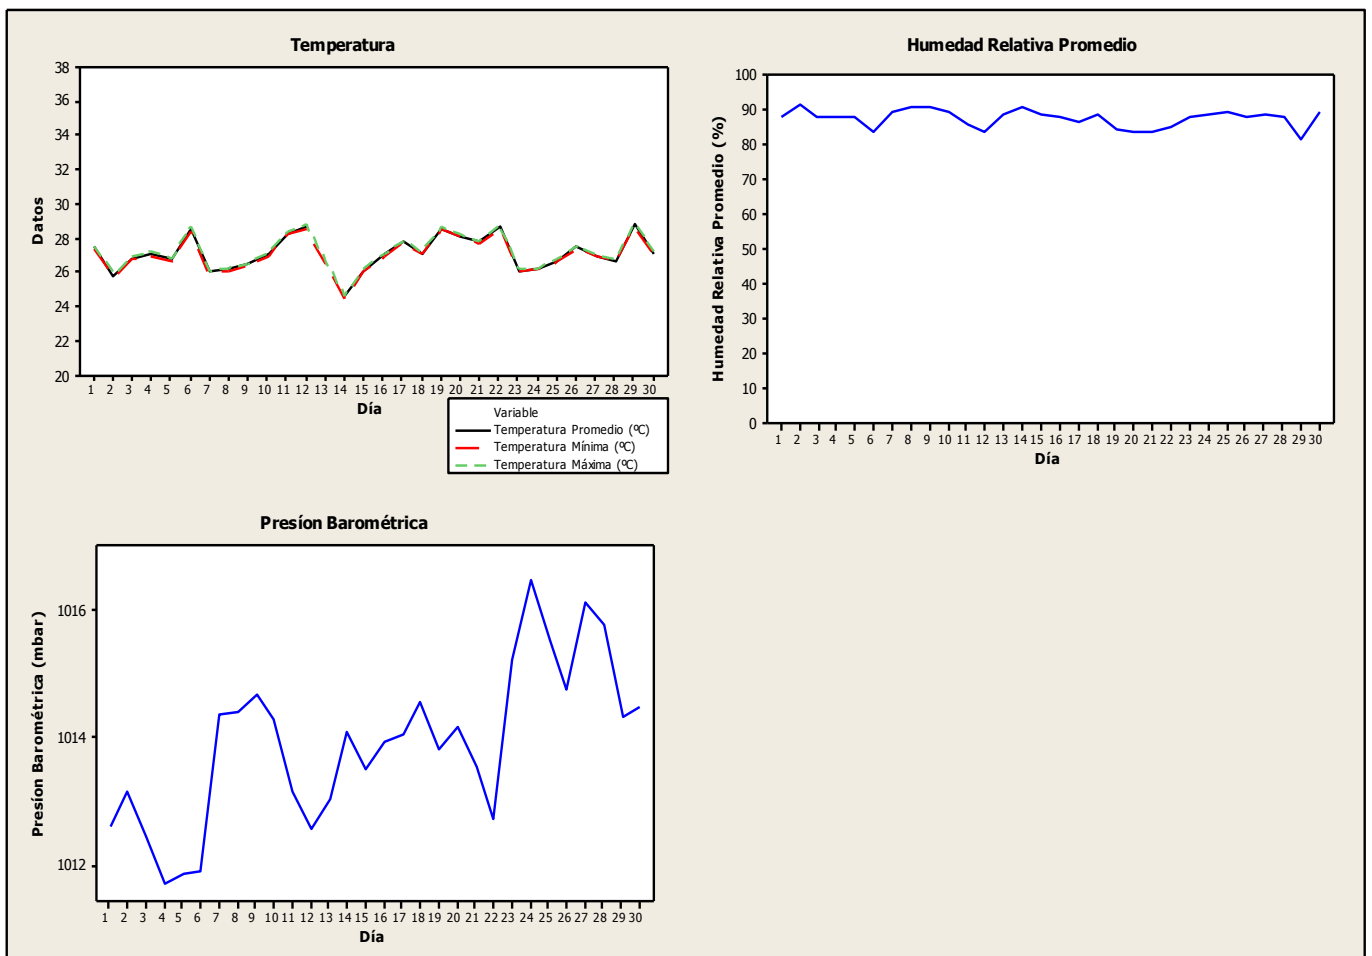 Temperatura
38
36
34
32
30
28
26
24
22
20
Datos
1 2 3 4 5 6 7 8 9 10 11 12 13 14 15 16 17 18 19 20 21 22 23 24 25 26 27 28 29 30
Día
Variable
Temperatura Promedio (ºC)
Temperatura Mínima (ºC)
Temperatura Máxima (ºC)
Humedad Relativa Promedio
100
90
80
70
60
50
40
30
20
10
0
Humedad Relativa Promedio (%)
1 2 3 4 5 6 7 8 9 10 11 12 13 14 15 16 17 18 19 20 21 22 23 24 25 26 27 28 29 30
Día
Presíon Barométrica
1016
1014
1012
Presíon Barométrica (mbar)
1 2 3 4 5 6 7 8 9 10 11 12 13 14 15 16 17 18 19 20 21 22 23 24 25 26 27 28 29 30
Día